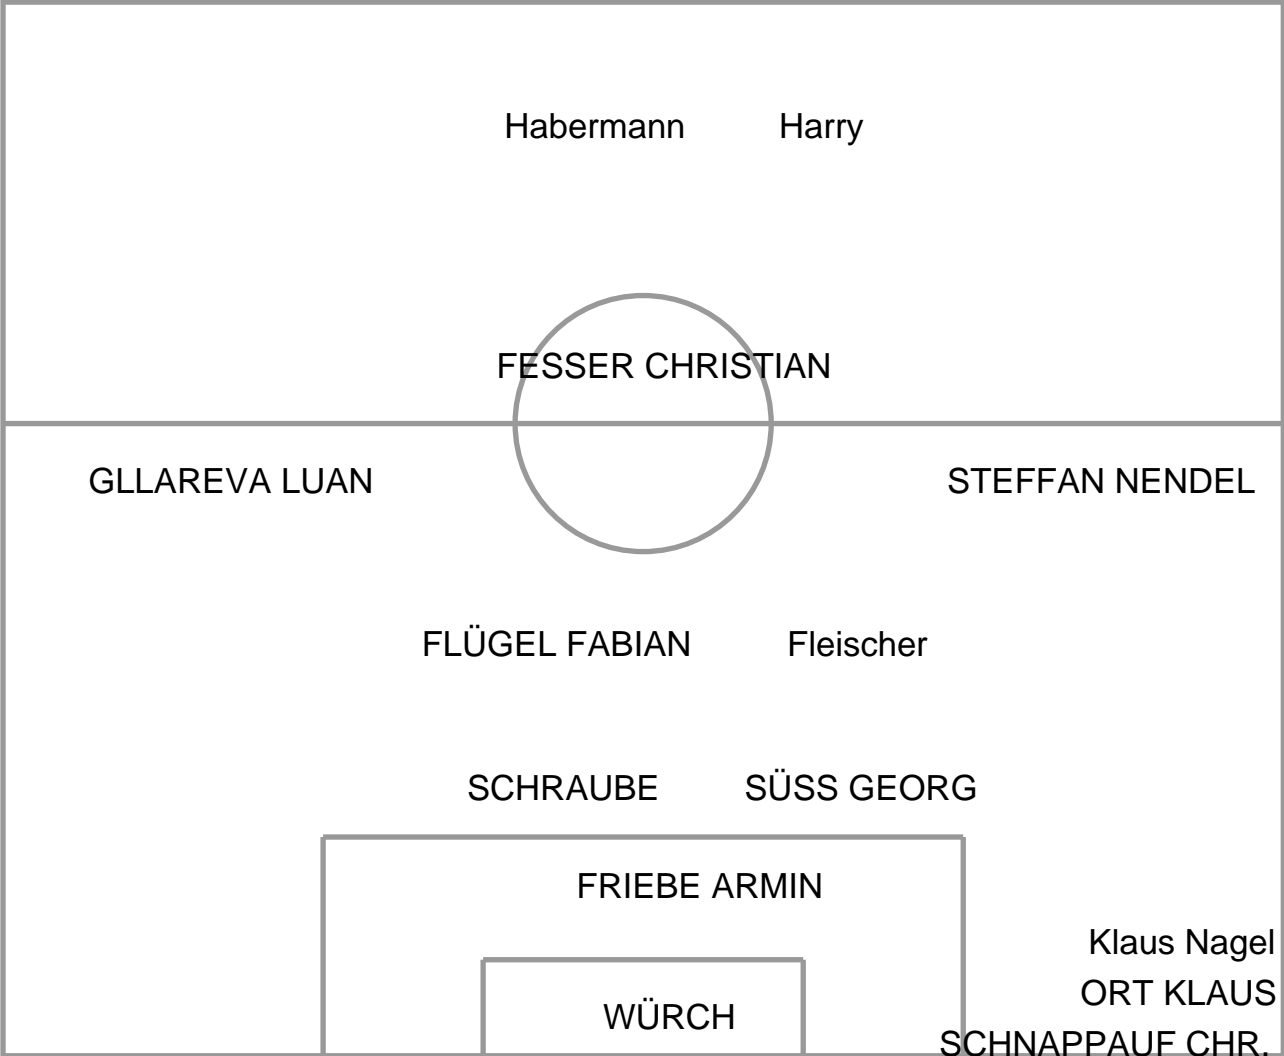 Habermann Harry
FESSER CHRISTIAN
GLLAREVA LUAN STEFFAN NENDEL
FLÜGEL FABIAN Fleischer
SCHRAUBE SÜSS GEORG
FRIEBE ARMIN
Klaus Nagel
ORT KLAUS
WÜRCH
SCHNAPPAUF CHR.